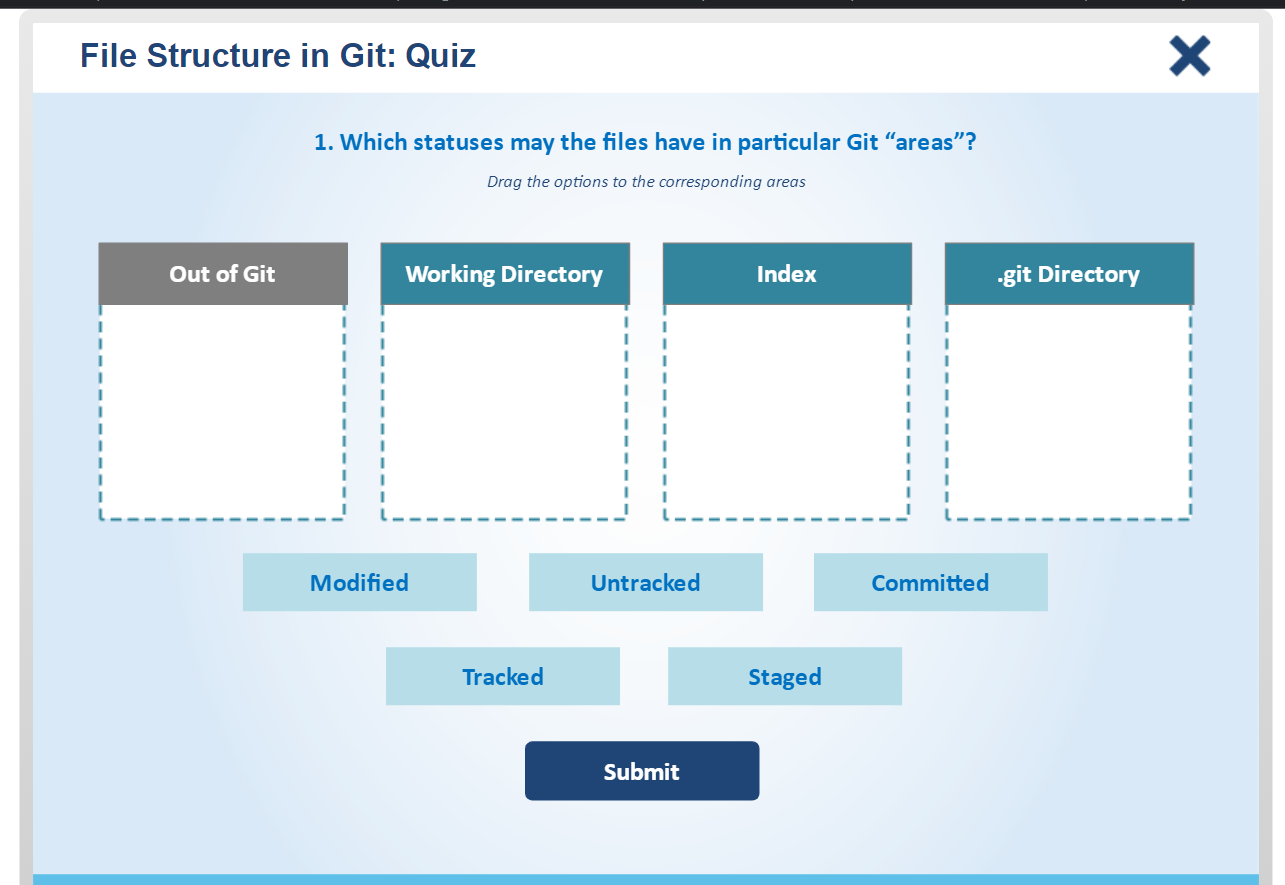 File Structure in Git: Quiz
1. Which statuses may the files have in particular Git “areas”?
Drag the options to the corresponding areas
Out of Git
Working Directory
Index
.git Directory
Modified
Untracked
Committed
Tracked
Staged
Submit